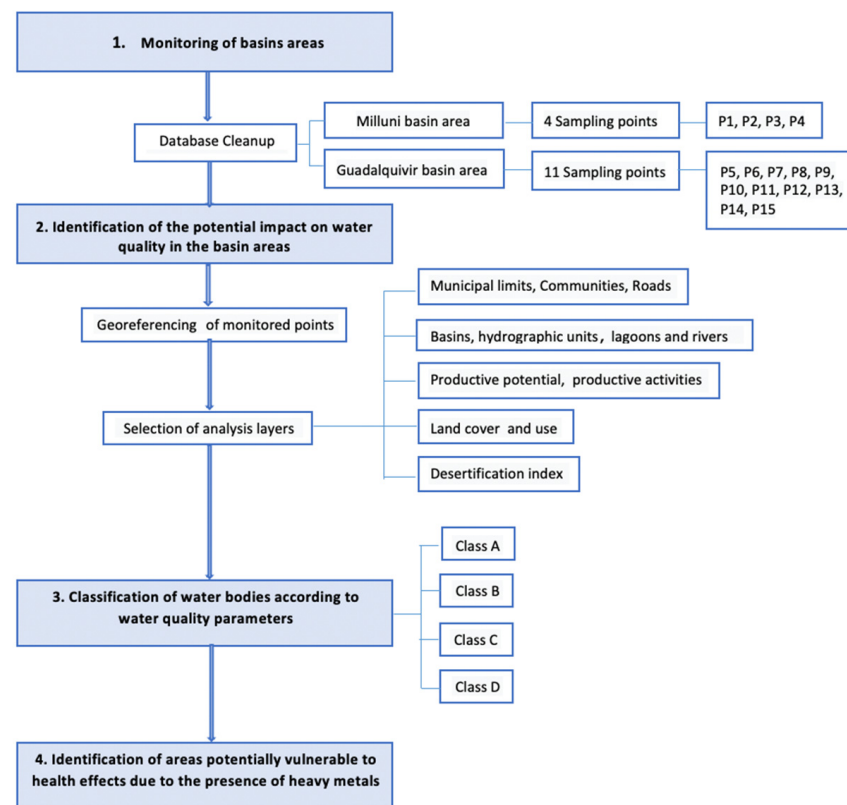 1. Monitoring of basins areas
Database Cleanup
Milluni basin area
4 Sampling points
P1, P2, P3, P4
Guadalquivir basin area
11 Sampling points
P5, P6, P7, P8, P9,
P10, P11, P12, P13,
P14, P15
2. Identification of the potential impact on water
quality in the basin areas
Georeferencing of monitored points
Selection of analysis layers
Municipal limits, Communities, Roads
Basins, hydrographic units, lagoons and rivers
Productive potential, productive activities
Land cover and use
Desertification index
3. Classification of water bodies according to
water quality parameters
Class A
Class B
Class C
Class D
4. Identification of areas potentially vulnerable to
health effects due to the presence of heavy metals